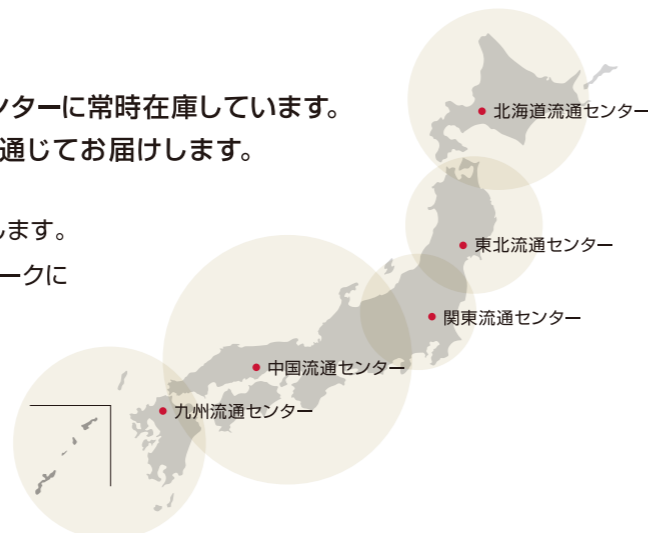 ンターに常時在庫しています。
通じてお届けします。
します。
ークに
北海道流通センター
東北流通センター
関東流通センター
中国流通センター
九州流通センター